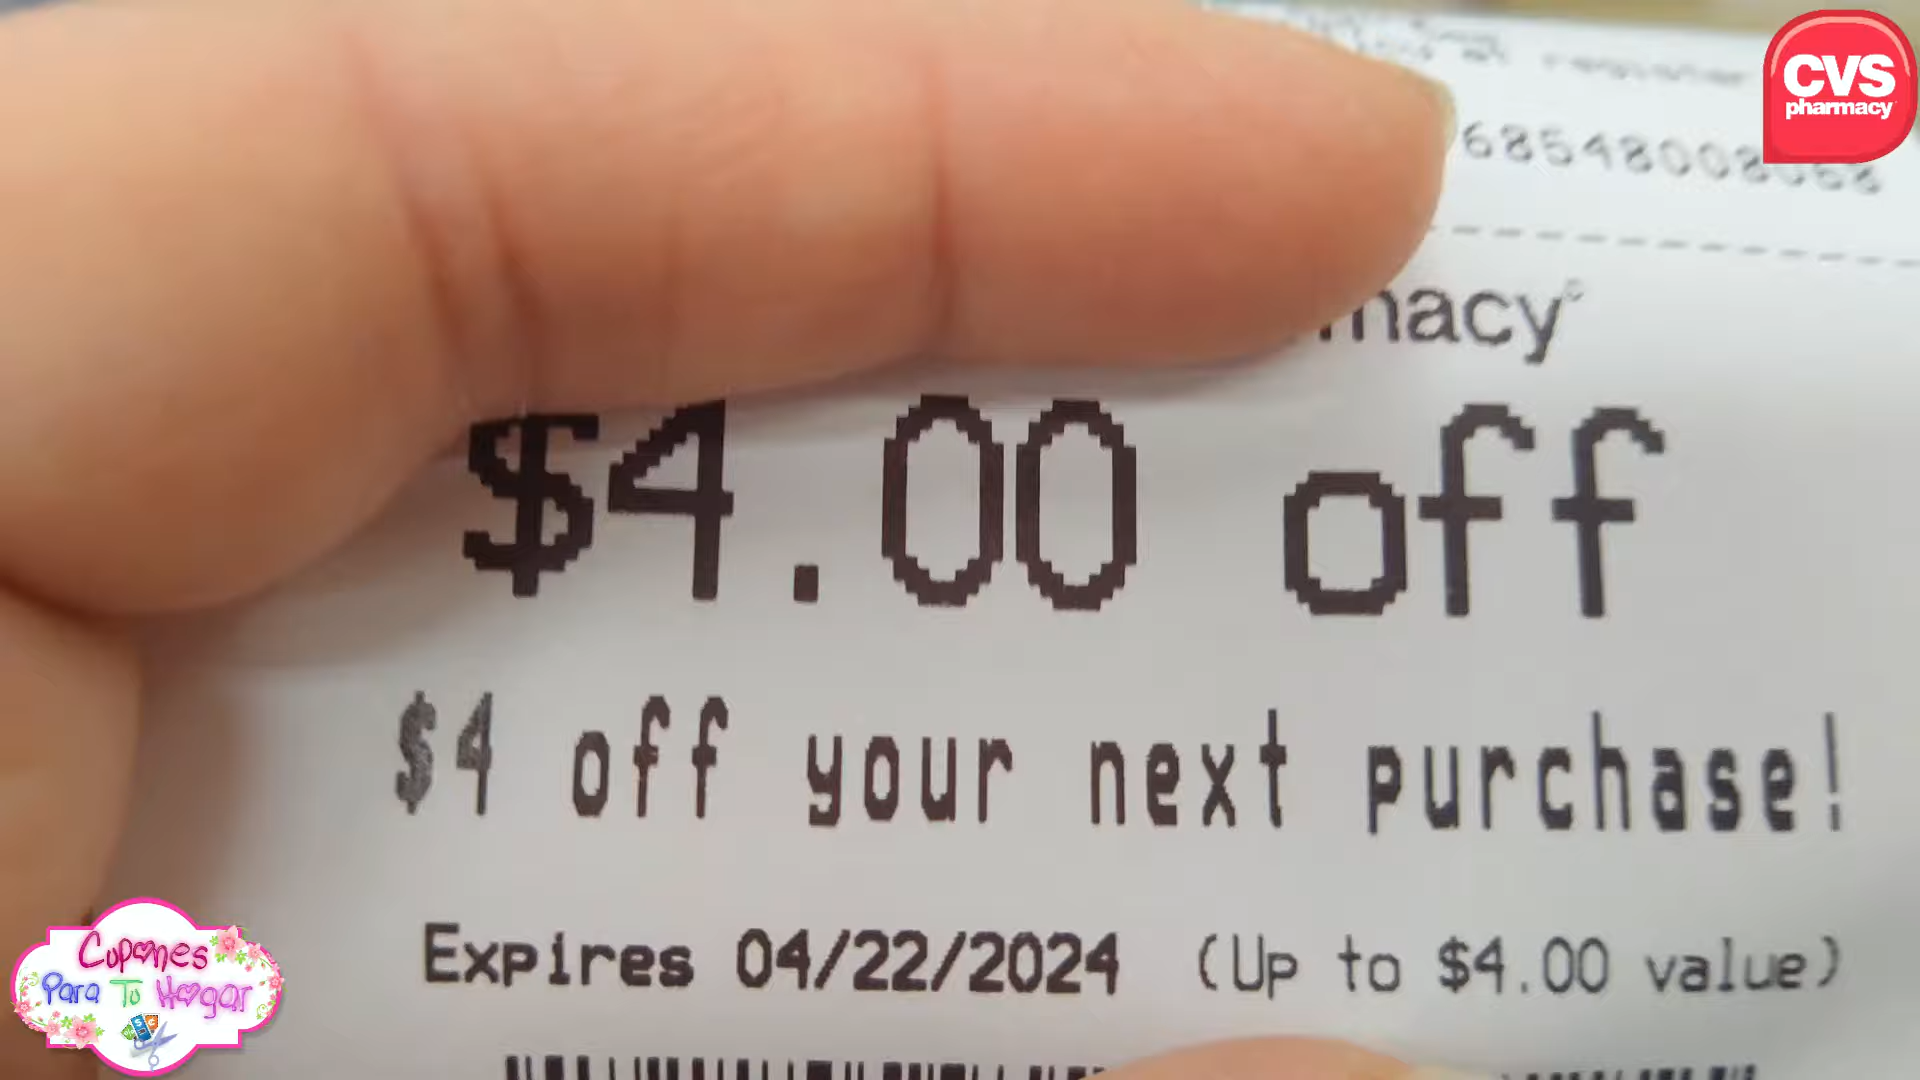 register
CVS
pharmacy
macy
$4.00 off
$4 off your next purchase!
Expires 04/22/2024 (Up to $4.00 value)
Cupones
Para Tu Hogar